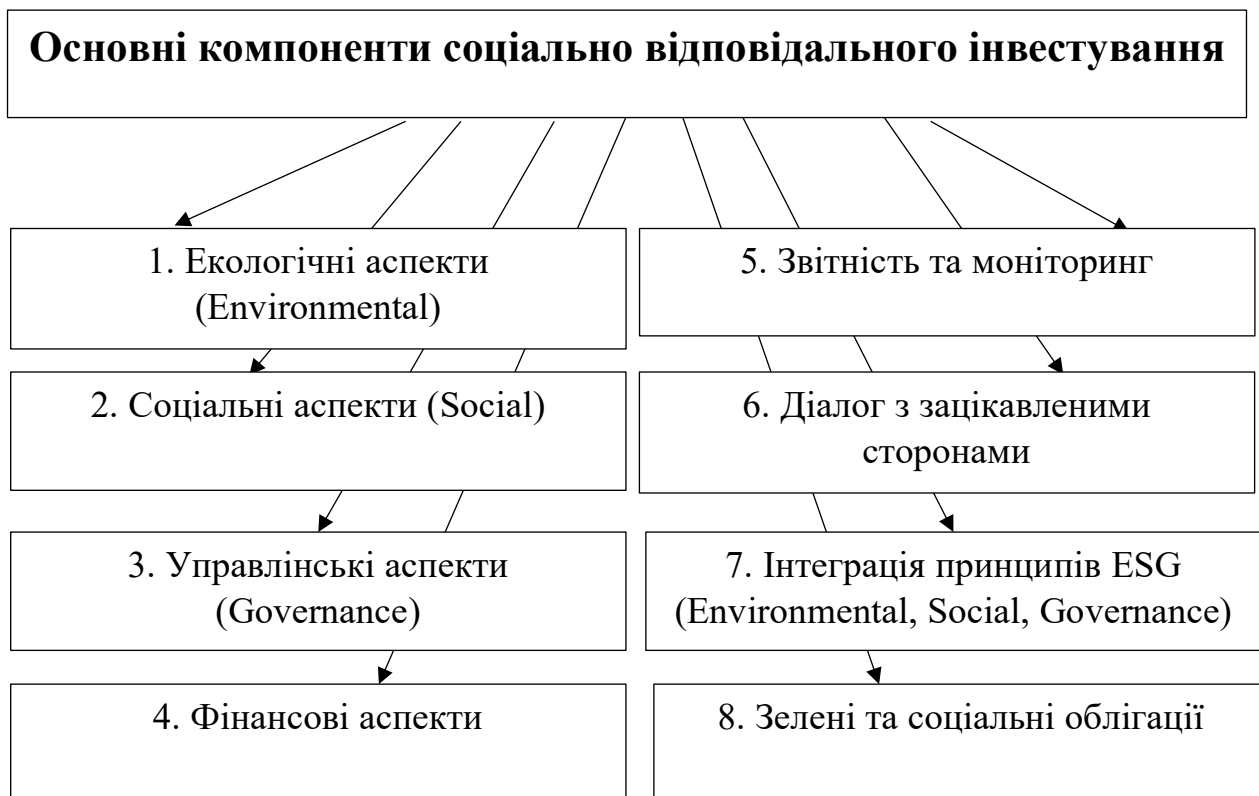 Основні компоненти соціально відповідального інвестування
1. Екологічні аспекти
(Environmental)
2. Соціальні аспекти (Social)
3. Управлінські аспекти
(Governance)
4. Фінансові аспекти
5. Звітність та моніторинг
6. Діалог з зацікавленими
сторонами
7. Інтеграція принципів ESG
(Environmental, Social, Governance)
8. Зелені та соціальні облігації